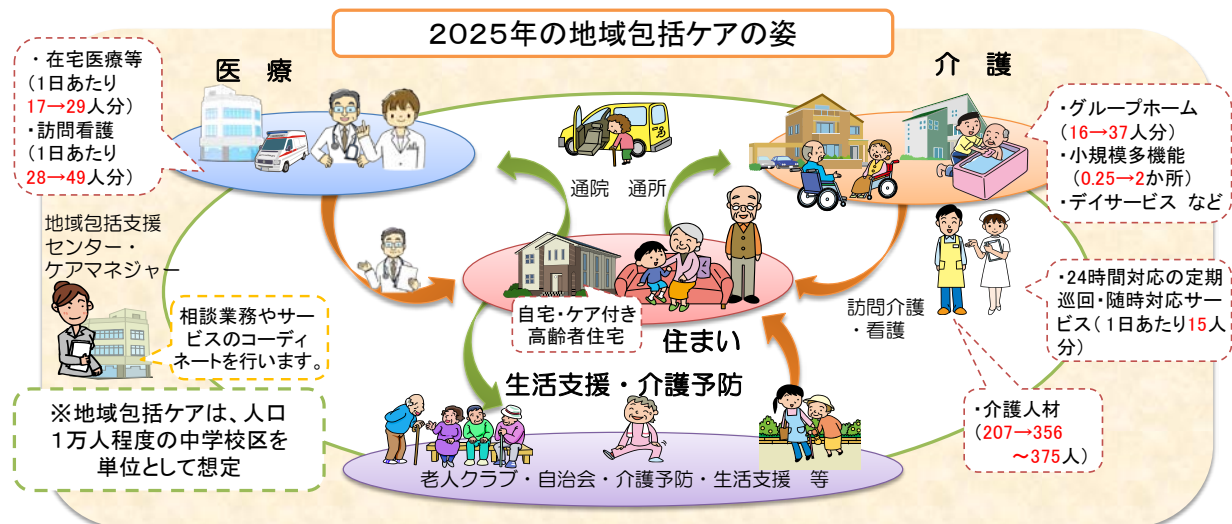 2025年の地域包括ケアの姿
・在宅医療等
(1日あたり
17→29人分)
・訪問看護
(1日あたり
28→49人分)
医 療
介 護
・グループホーム
(16→37人分)
・小規模多機能
(0.25→2か所)
・デイサービス など
通院 通所
地域包括支援
センター・
ケアマネジャー
相談業務やサー
ビスのコーディ
ネートを行います。
自宅・ケア付き
高齢者住宅
住まい
訪問介護
・看護
・24時間対応の定期
巡回・随時対応サー
ビス(1日あたり15人
分)
生活支援・介護予防
※地域包括ケアは、人口
1万人程度の中学校区を
単位として想定
・介護人材
(207→356
～375人)
老人クラブ・自治会・介護予防・生活支援 等